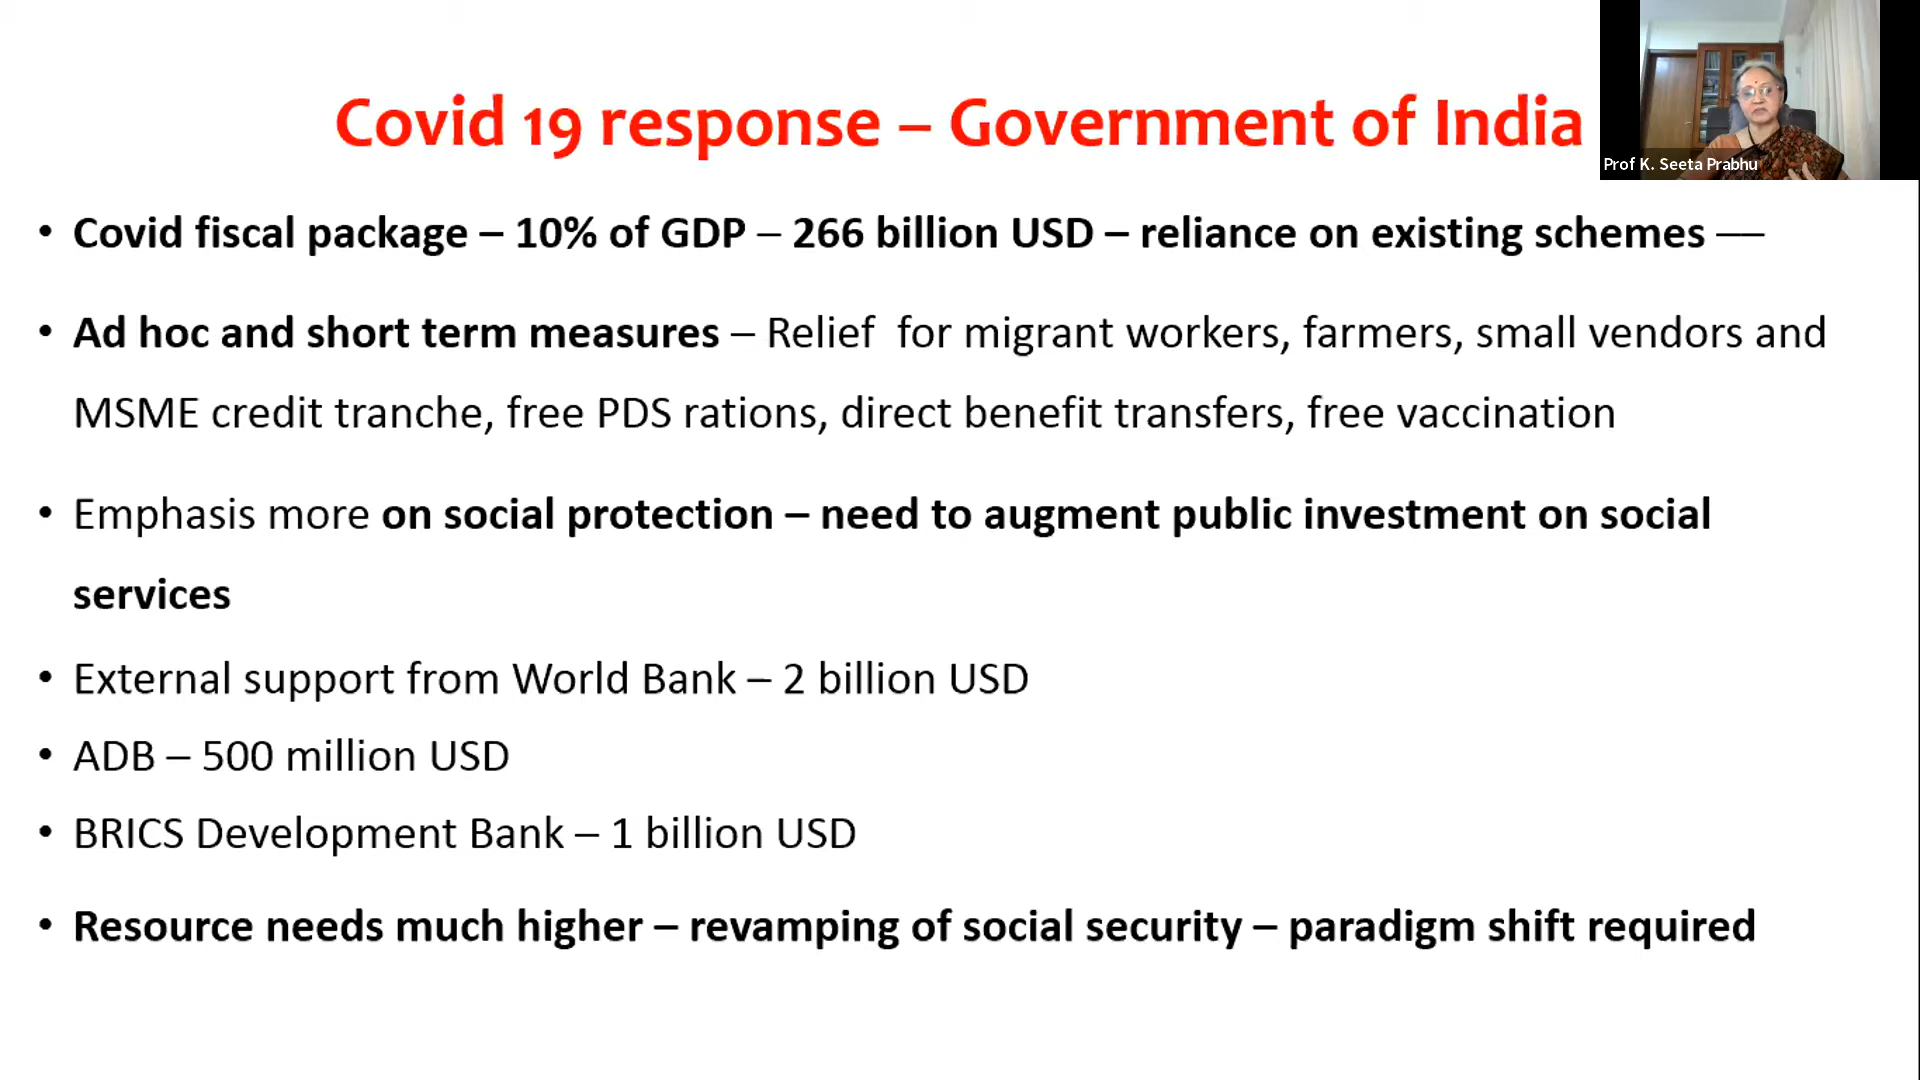 Covid 19 response – Government of India
Prof K. Seeta Prabhu
• Covid fiscal package – 10% of GDP – 266 billion USD – reliance on existing schemes —–
• Ad hoc and short term measures – Relief for migrant workers, farmers, small vendors and
MSME credit tranche, free PDS rations, direct benefit transfers, free vaccination
• Emphasis more on social protection – need to augment public investment on social
services
• External support from World Bank – 2 billion USD
• ADB – 500 million USD
• BRICS Development Bank – 1 billion USD
• Resource needs much higher – revamping of social security – paradigm shift required